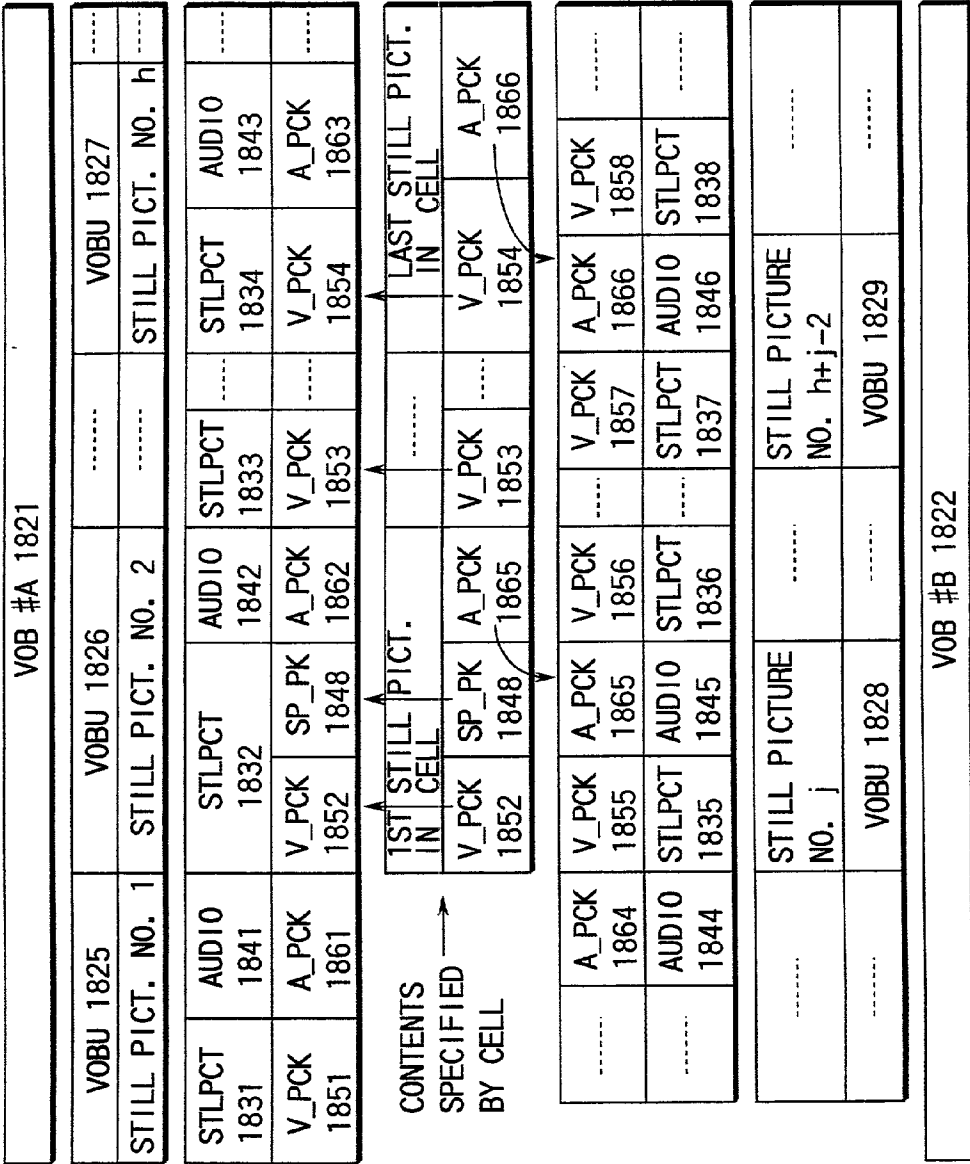 VOB #A 1821
VOBU 1825
VOBU 1826
......
VOBU 1827
......
STILL PICT. NO. 1
STILL PICT. NO. 2
......
STILL PICT. NO. h
......
STLPCT
1831
AUDIO
1841
STLPCT
1832
AUDIO
1842
STLPCT
1833
......
STLPCT
1834
AUDIO
1843
......
V_PCK
1851
A_PCK
1861
V_PCK
1852
SP_PK
1848
A_PCK
1862
V_PCK
1853
......
V_PCK
1854
A_PCK
1863
......
CONTENTS
SPECIFIED
BY CELL
1ST STILL PICT.
IN CELL
......
LAST STILL PICT.
IN CELL
V_PCK
1852
SP_PK
1848
A_PCK
1865
V_PCK
1853
......
V_PCK
1854
A_PCK
1866
......
A_PCK
1864
V_PCK
1855
A_PCK
1865
V_PCK
1856
......
V_PCK
1857
A_PCK
1866
V_PCK
1858
......
......
AUDIO
1844
STLPCT
1835
AUDIO
1845
STLPCT
1836
......
STLPCT
1837
AUDIO
1846
STLPCT
1838
......
......
STILL PICTURE
NO. j
......
STILL PICTURE
NO. h+j-2
......
......
VOBU 1828
......
VOBU 1829
......
VOB #B 1822